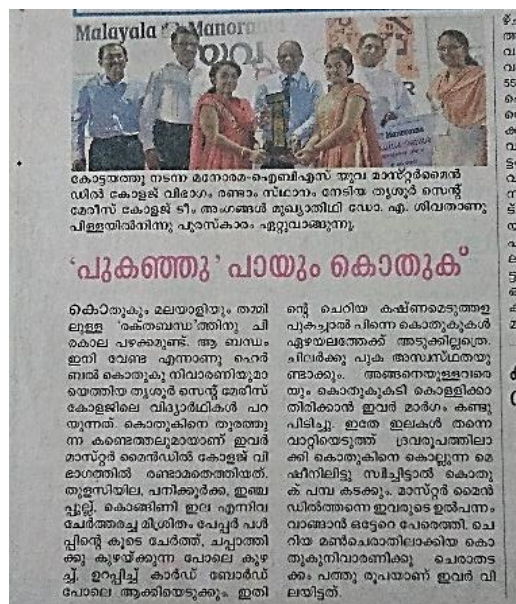 Malayala Manorama
യുവ
കോട്ടയത്തു നടന്ന മനോരമ-ഐബിഎസ് യുവ മാസ്റ്റർമൈൻ
ഡിൽ കോളജ് വിഭാഗം രണ്ടാം സ്ഥാനം നേടിയ തൃശൂർ സെന്റ്
മേരീസ് കോളജ് ടീം അംഗങ്ങൾ മുഖ്യാതിഥി ഡോ. എ. ശിവതാണു
പിള്ളയിൽനിന്നു പുരസ്കാരം ഏറ്റുവാങ്ങുന്നു.
‘പുകഞ്ഞു’ പായും കൊതുക്
കൊതുകും മലയാളിയും തമ്മി
ലുള്ള ‘രക്തബന്ധ’ത്തിനു ചി
രകാല പഴക്കമുണ്ട്. ആ ബന്ധം
ഇനി വേണ്ട എന്നാണു ഹെർ
ബൽ കൊതുകു നിവാരണിയുമാ
യെത്തിയ തൃശൂർ സെന്റ് മേരീസ്
കോളജിലെ വിദ്യാർഥികൾ പറ
യുന്നത്. കൊതുകിനെ തുരത്തു
ന്ന കണ്ടെത്തലുമായാണ് ഇവർ
മാസ്റ്റർ മൈൻഡിൽ കോളജ് വി
ഭാഗത്തിൽ രണ്ടാമതെത്തിയത്.
തുളസിയില, പനിക്കൂർക്ക, ഇഞ്ച
പ്പുല്ല്, കൊങ്ങിണി ഇല എന്നിവ
ചേർത്തരച്ച മിശ്രിതം പേപ്പർ പൾ
പ്പിന്റെ കൂടെ ചേർത്ത്, ചപ്പാത്തി
ക്കു കുഴയ്ക്കുന്ന പോലെ കുഴ
ച്ച്, ഉറപ്പിച്ച് കാർഡ് ബോർഡ്
പോലെ ആക്കിയെടുക്കും. ഇതി
ന്റെ ചെറിയ കഷ്ണമെടുത്തു
പുകച്ചാൽ പിന്നെ കൊതുകുകൾ
ഏഴയലത്തേക്ക് അടുക്കില്ലത്രെ.
ചിലർക്കു പുക അസ്വസ്ഥതയു
ണ്ടാക്കും. അങ്ങനെയുള്ളവരെ
യും കൊതുകുകടി കൊള്ളിക്കാ
തിരിക്കാൻ ഇവർ മാർഗം കണ്ടു
പിടിച്ചു. ഇതേ ഇലകൾ തന്നെ
വാറ്റിയെടുത്ത് ദ്രവരൂപത്തിലാ
ക്കി കൊതുകിനെ കൊല്ലുന്ന മെ
ഷീനിലിട്ടു സ്വിച്ചിട്ടാൽ കൊതു
ക് പമ്പ കടക്കും. മാസ്റ്റർ മൈൻ
ഡിൽത്തന്നെ ഇവരുടെ ഉൽപന്നം
വാങ്ങാൻ ഒട്ടേറെ പേരെത്തി. ചെ
റിയ മൺചെരാതിലാക്കിയ കൊ
തുകുനിവാരണിക്കു ചെരാതട
ക്കം പത്തു രൂപയാണ് ഇവർ വി
ലയിട്ടത്.